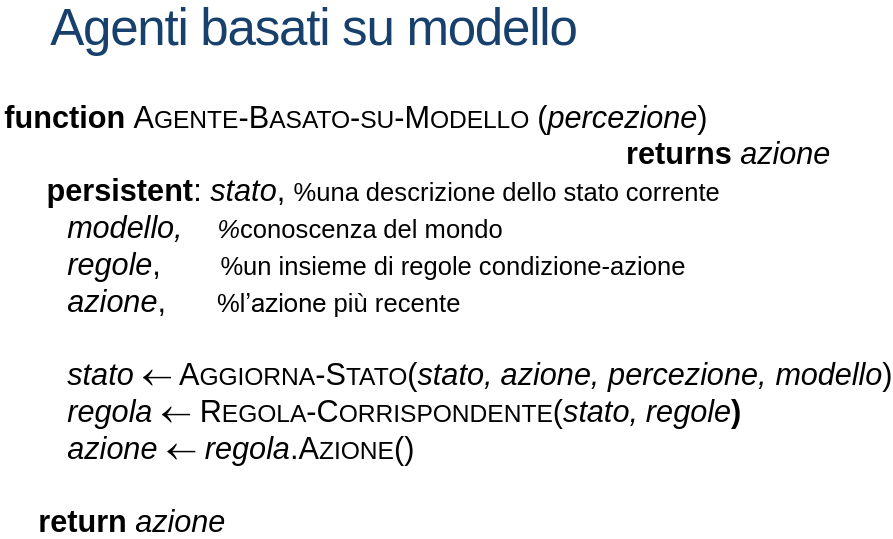 Agenti basati su modello
function AGENTE-BASATO-SU-MODELLO (percezione)
returns azione
persistent: stato, %una descrizione dello stato corrente
modello, %conoscenza del mondo
regole, %un insieme di regole condizione-azione
azione, %l’azione più recente
stato ← AGGIORNA-STATO(stato, azione, percezione, modello)
regola ← REGOLA-CORRISPONDENTE(stato, regole)
azione ← regola.AZIONE()
return azione